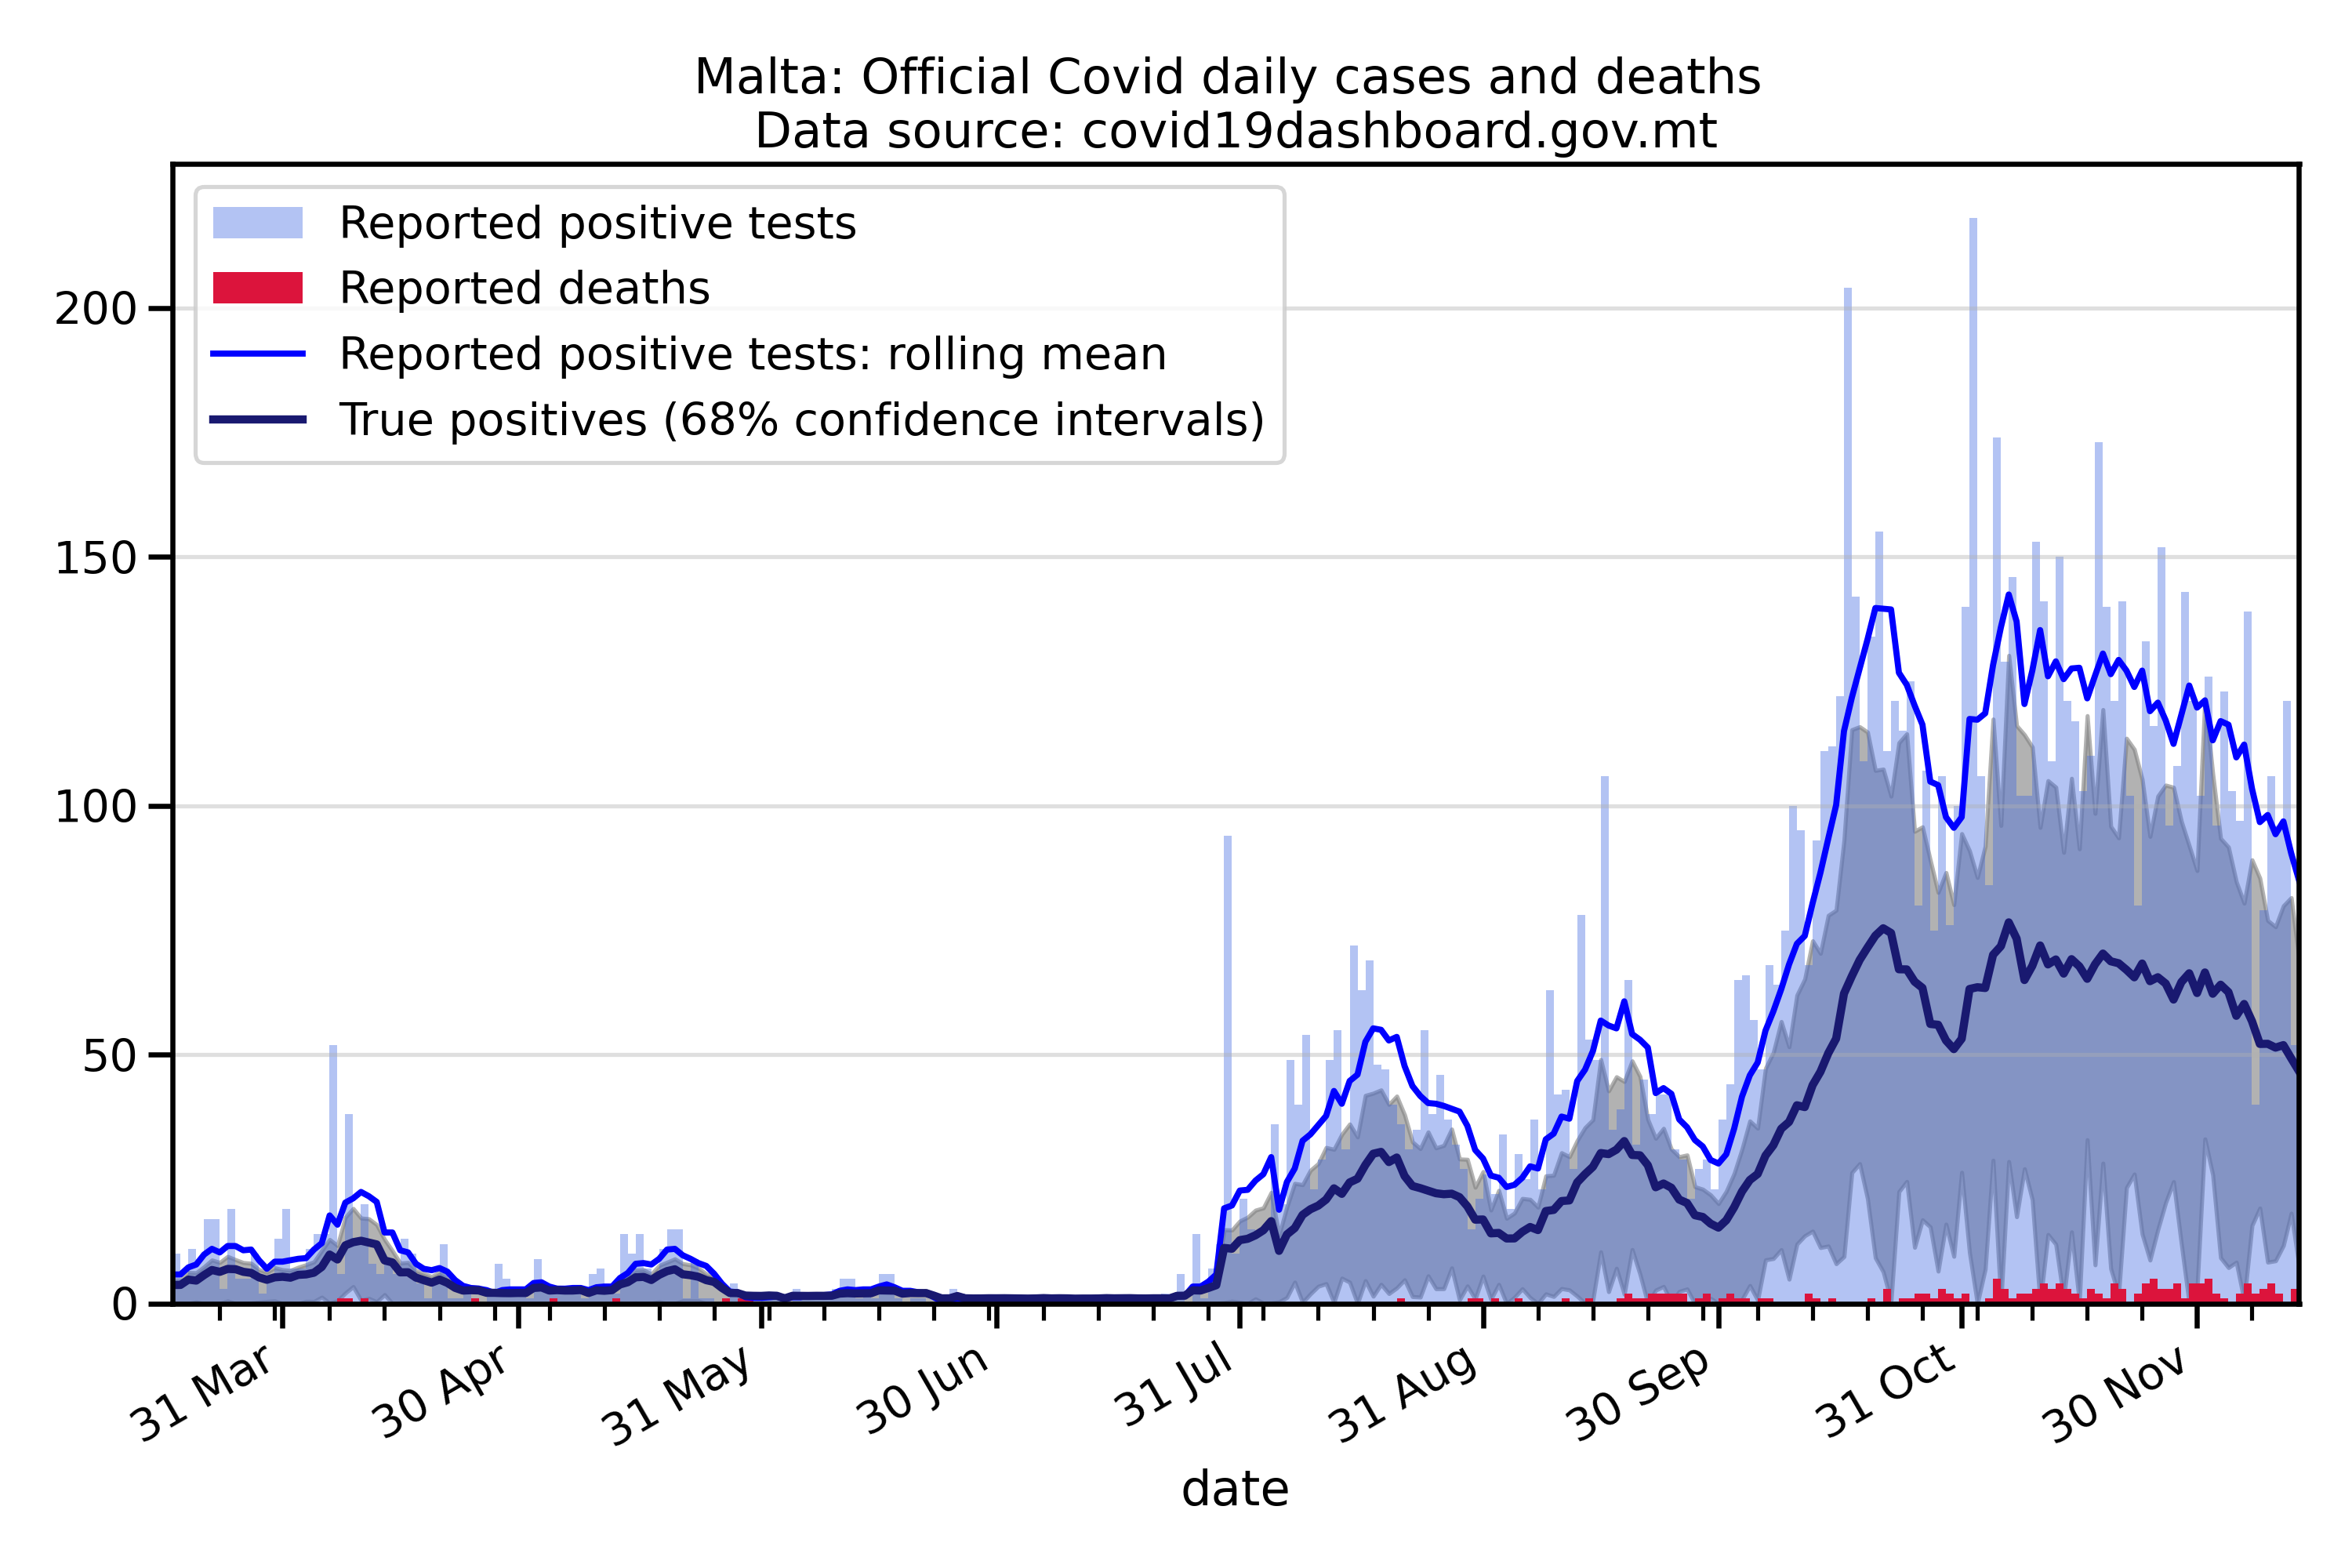 Malta: Official Covid daily cases and deaths
Data source: covid19dashboard.gov.mt
Reported positive tests
Reported deaths
Reported positive tests: rolling mean
True positives (68% confidence intervals)
200
150
100
50
0
31 Mar
30 Apr
31 May
30 Jun
31 Jul
31 Aug
30 Sep
31 Oct
30 Nov
date